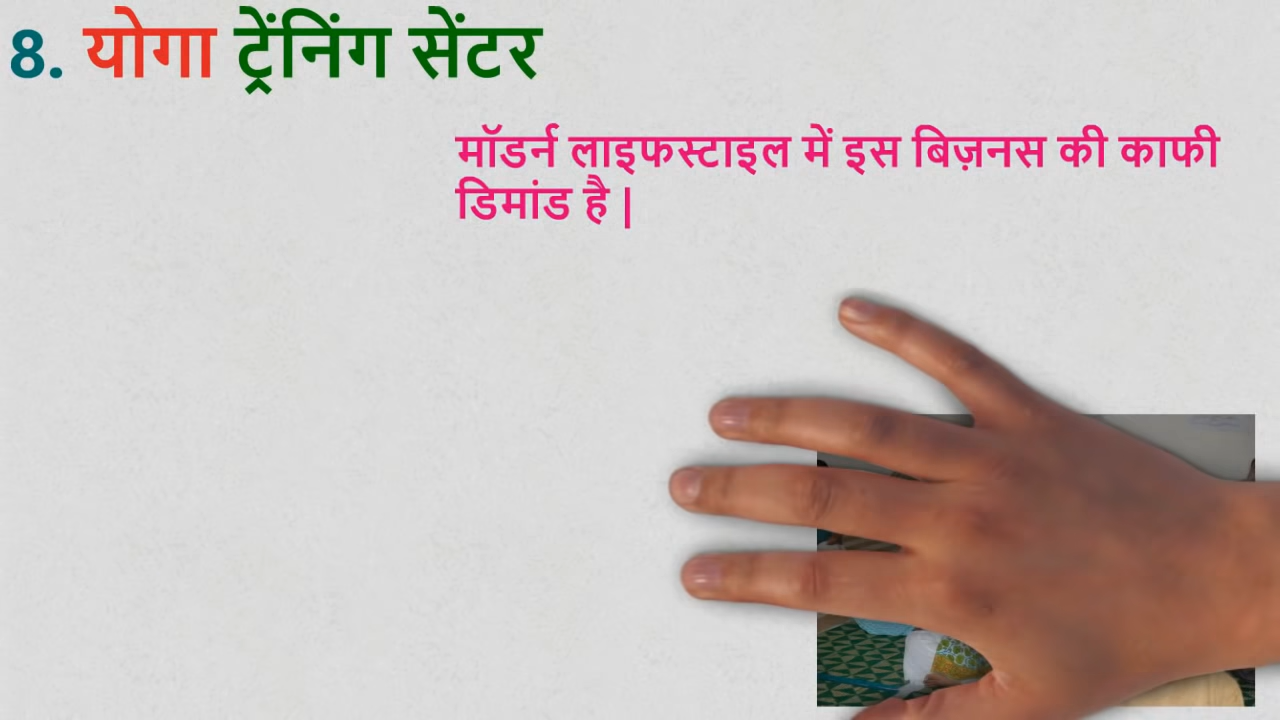 8. योगा ट्रेंनिंग सेंटर
मॉडर्न लाइफस्टाइल में इस बिज़नस की काफी
डिमांड है |